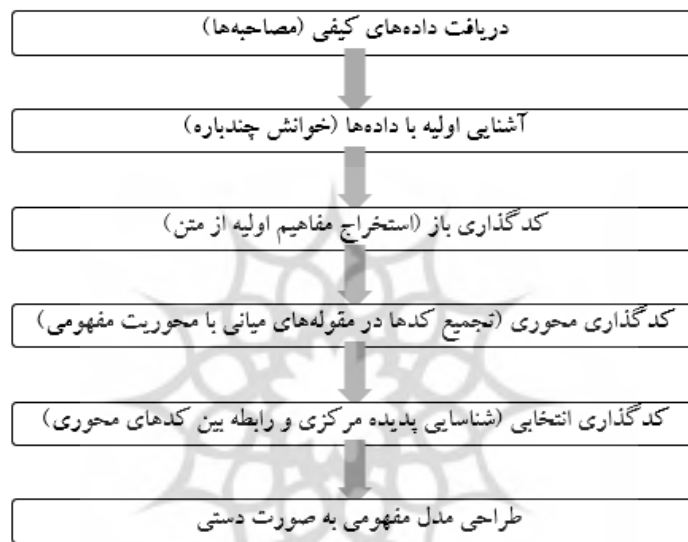 دریافت داده‌های کیفی (مصاحبه‌ها)
آشنایی اولیه با داده‌ها (خوانش چندباره)
کدگذاری باز (استخراج مفاهیم اولیه از متن)
کدگذاری محوری (تجمیع کدها در مقوله‌های میانی با محوریت مفهومی)
کدگذاری انتخابی (شناسایی پدیده مرکزی و رابطه بین کدهای محوری)
طراحی مدل مفهومی به صورت دستی